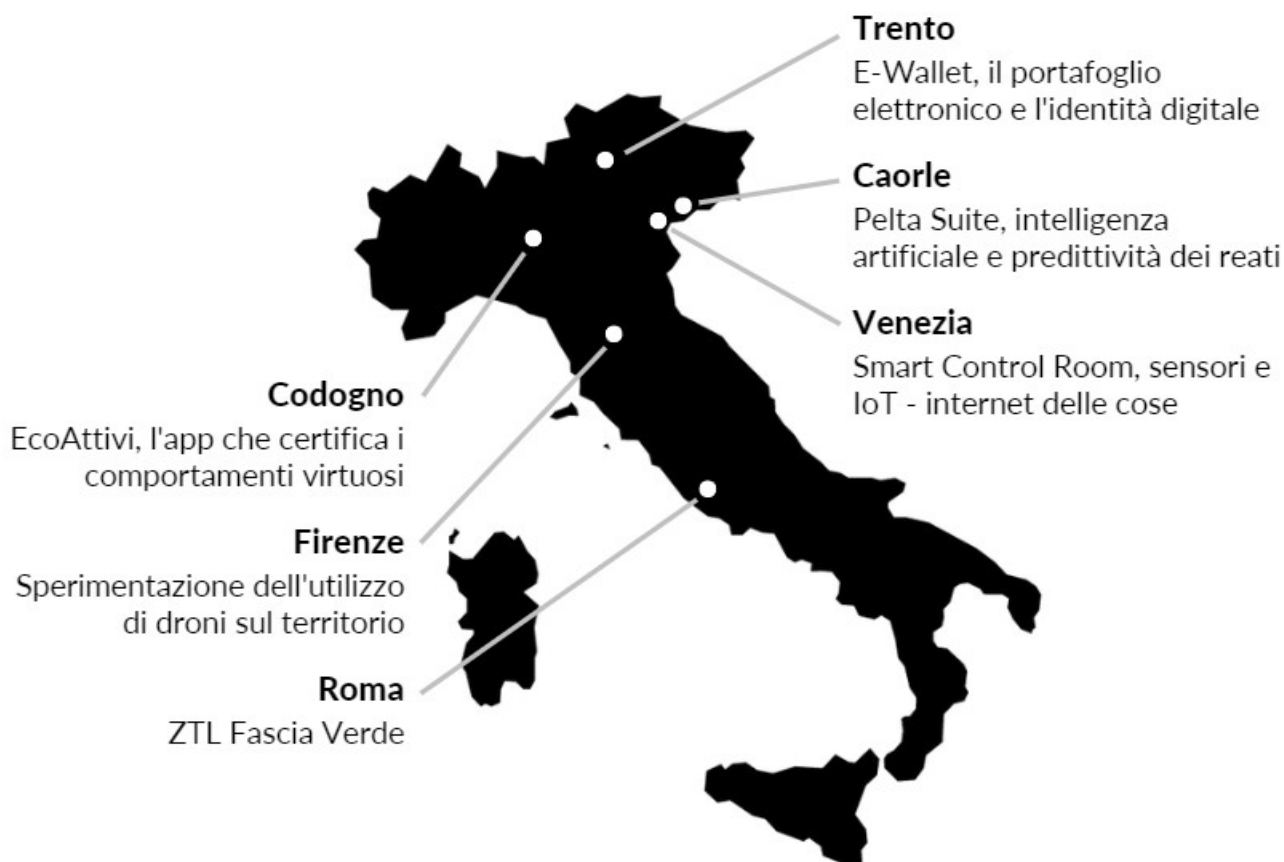 Trento
E-Wallet, il portafoglio
elettronico e l'identità digitale
Caorle
Pelta Suite, intelligenza
artificiale e predittività dei reati
Venezia
Smart Control Room, sensori e
IoT - internet delle cose
Codogno
EcoAttivi, l'app che certifica i
comportamenti virtuosi
Firenze
Sperimentazione dell'utilizzo
di droni sul territorio
Roma
ZTL Fascia Verde